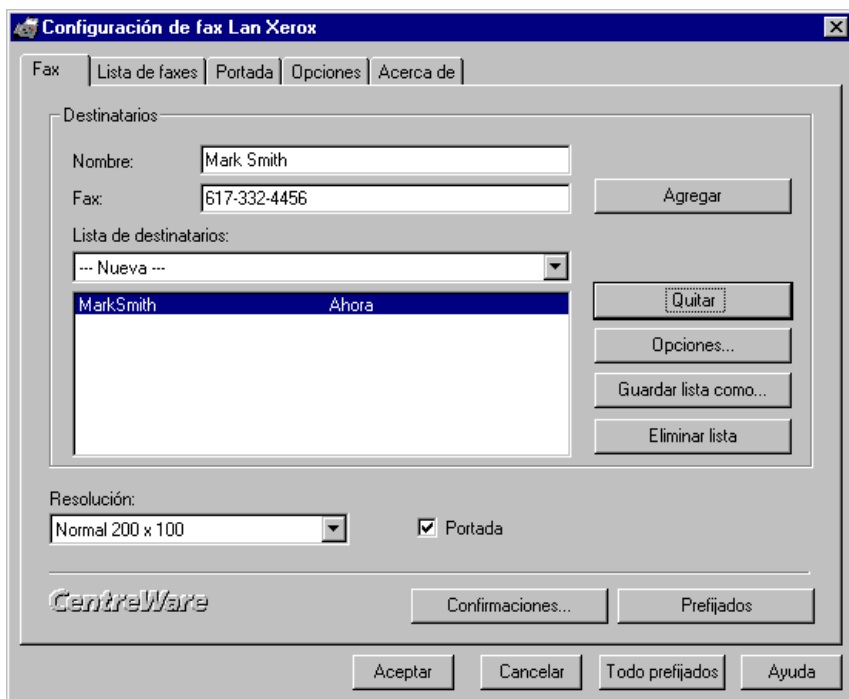 Configuración de fax Lan Xerox
Fax Lista de faxes Portada Opciones Acerca de
Destinatarios
Nombre: Mark Smith
Fax: 617-332-4456
Agregar
Lista de destinatarios:
--- Nueva ---
MarkSmith Ahora
Quitar
Opciones...
Guardar lista como...
Eliminar lista
Resolución:
Normal 200 x 100
Portada
CentreWare
Confirmaciones... Prefijados
Aceptar Cancelar Todo prefijados Ayuda